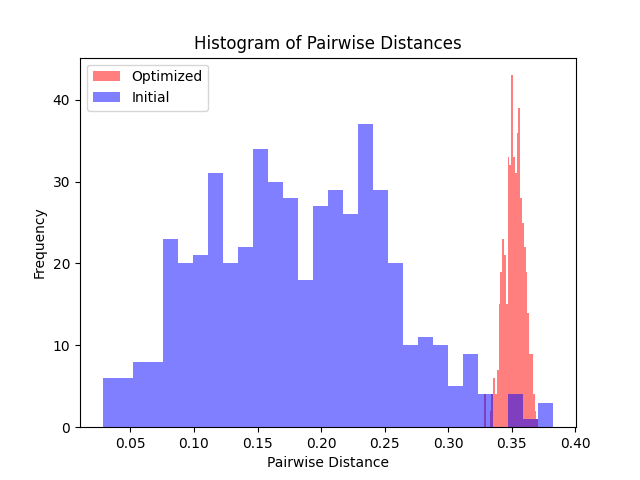 Histogram of Pairwise Distances
Optimized
Initial
Frequency
40
30
20
10
0
0.05 0.10 0.15 0.20 0.25 0.30 0.35 0.40
Pairwise Distance